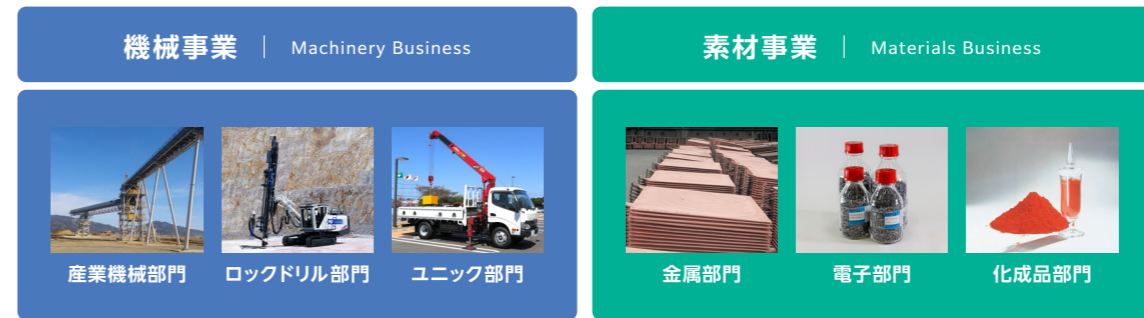 機械事業 | Machinery Business
産業機械部門
ロックドリル部門
ユニック部門
素材事業 | Materials Business
金属部門
電子部門
化成品部門